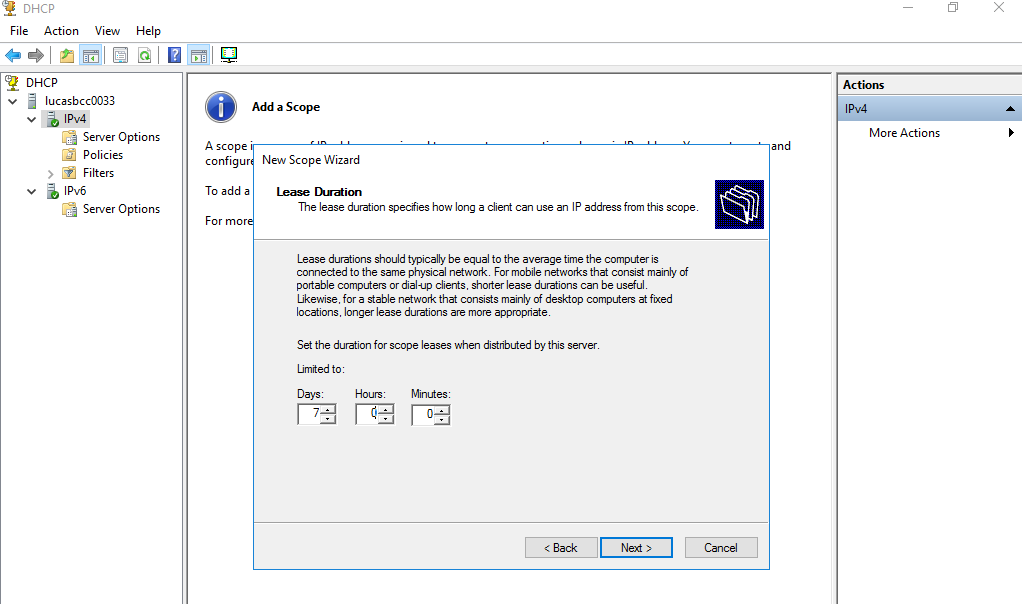 DHCP
File Action View Help
DHCP
lucasbcc0033
IPv4
Server Options
Policies
Filters
IPv6
Server Options
Add a Scope
A scope i
and
configure
To add a
For more
New Scope Wizard
Lease Duration
The lease duration specifies how long a client can use an IP address from this scope.
Lease durations should typically be equal to the average time the computer is
connected to the same physical network. For mobile networks that consist mainly of
portable computers or dial-up clients, shorter lease durations can be useful.
Likewise, for a stable network that consists mainly of desktop computers at fixed
locations, longer lease durations are more appropriate.
Set the duration for scope leases when distributed by this server.
Limited to:
Days: Hours: Minutes:
7 0 0
< Back Next > Cancel
Actions
IPv4
More Actions